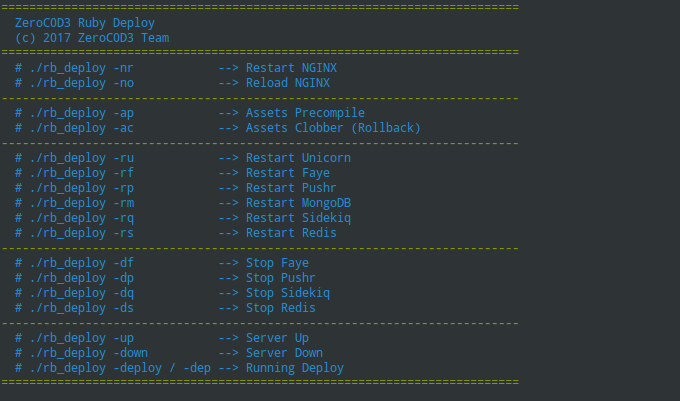 ==========================================================================
ZeroCOD3 Ruby Deploy
(c) 2017 ZeroCOD3 Team
==========================================================================
# ./rb_deploy -nr            --> Restart NGINX
# ./rb_deploy -no            --> Reload NGINX
--------------------------------------------------------------------------
# ./rb_deploy -ap            --> Assets Precompile
# ./rb_deploy -ac            --> Assets Clobber (Rollback)
--------------------------------------------------------------------------
# ./rb_deploy -ru            --> Restart Unicorn
# ./rb_deploy -rf            --> Restart Faye
# ./rb_deploy -rp            --> Restart Pushr
# ./rb_deploy -rm            --> Restart MongoDB
# ./rb_deploy -rq            --> Restart Sidekiq
# ./rb_deploy -rs            --> Restart Redis
--------------------------------------------------------------------------
# ./rb_deploy -df            --> Stop Faye
# ./rb_deploy -dp            --> Stop Pushr
# ./rb_deploy -dq            --> Stop Sidekiq
# ./rb_deploy -ds            --> Stop Redis
--------------------------------------------------------------------------
# ./rb_deploy -up            --> Server Up
# ./rb_deploy -down          --> Server Down
# ./rb_deploy -deploy / -dep --> Running Deploy
==========================================================================